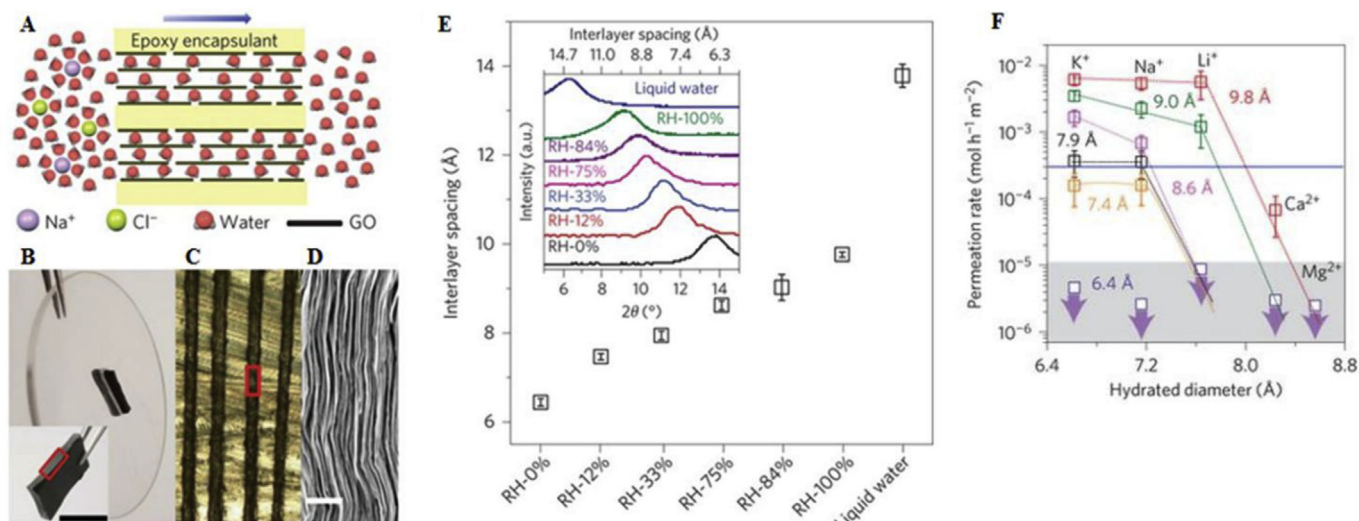 A
Epoxy encapsulant
Na⁺ Cl⁻ Water GO
B C D
E
Interlayer spacing (Å)
14.7 11.0 8.8 7.4 6.3
Liquid water
RH-100%
RH-84%
RH-75%
RH-33%
RH-12%
RH-0%
Intensity (a.u.)
6 8 10 12 14
2θ (°)
Interlayer spacing (Å)
14
12
10
8
6
RH-0%
RH-12%
RH-33%
RH-75%
RH-84%
RH-100%
Liquid water
F
Permeation rate (mol h⁻¹ m⁻²)
10⁻²
10⁻³
10⁻⁴
10⁻⁵
10⁻⁶
K⁺ Na⁺ Li⁺
9.8 Å
9.0 Å
7.9 Å
8.6 Å
7.4 Å
Ca²⁺
Mg²⁺
6.4 Å
6.4 7.2 8.0 8.8
Hydrated diameter (Å)